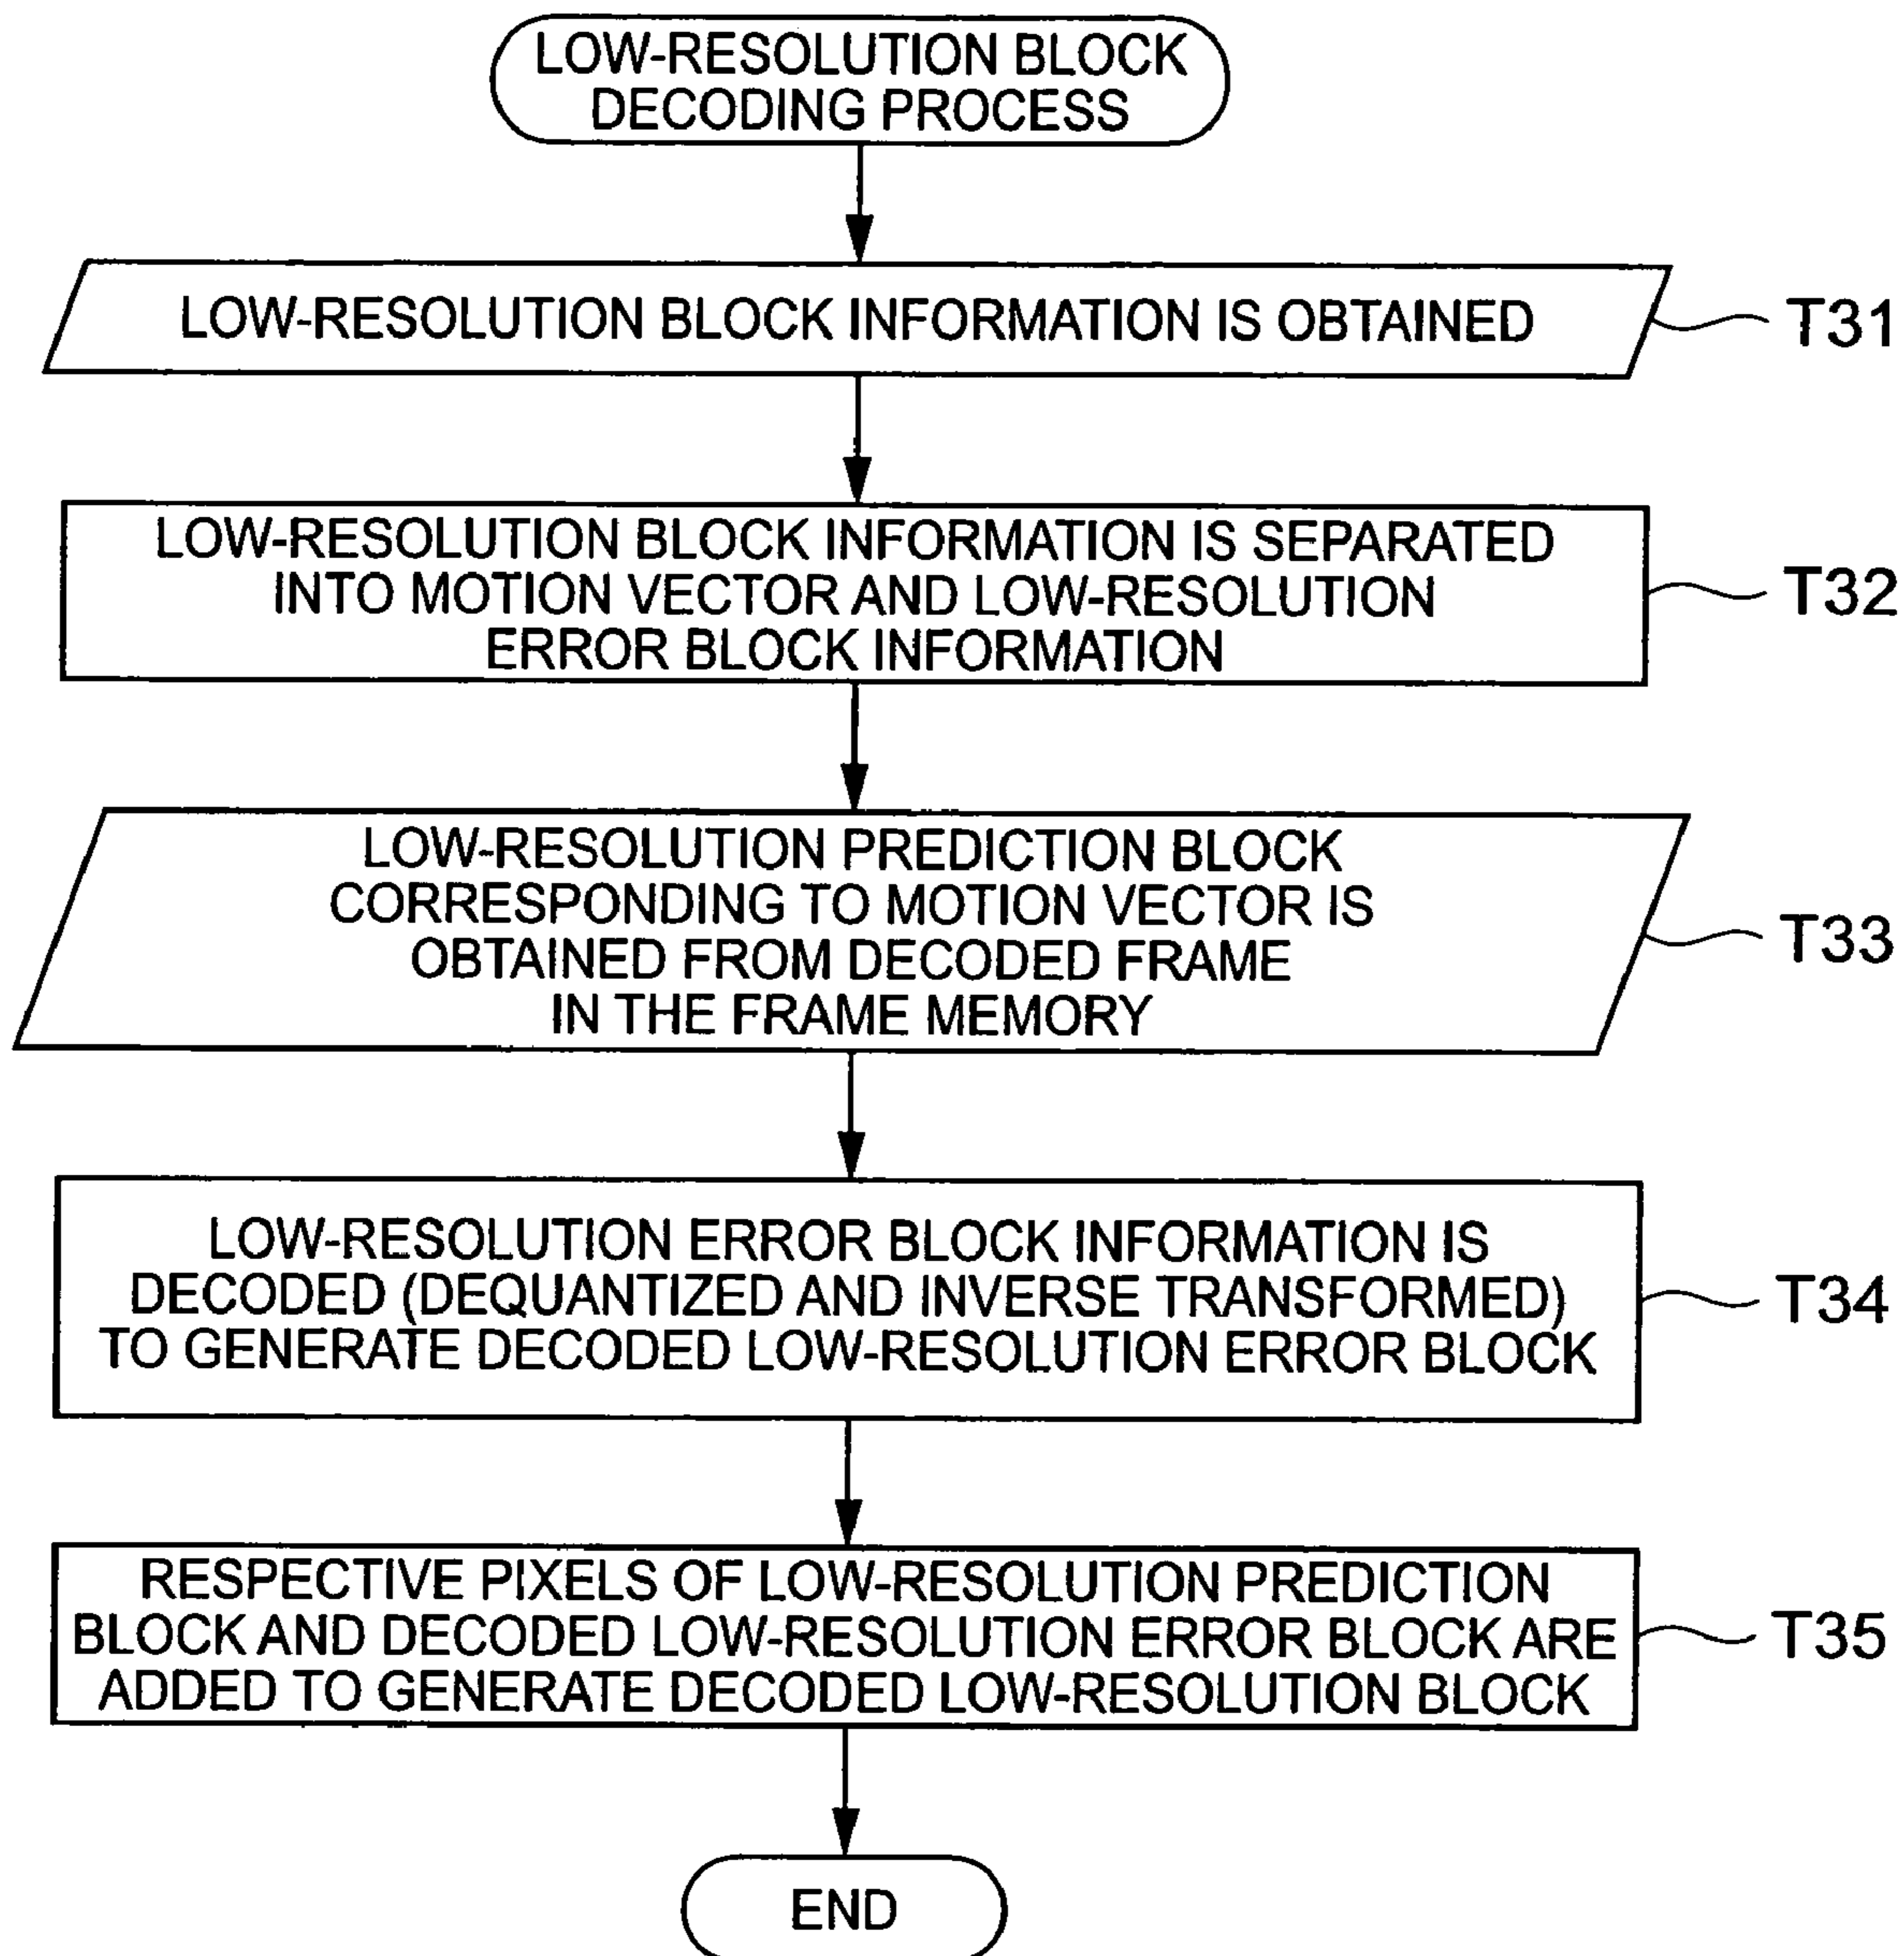 LOW-RESOLUTION BLOCK
DECODING PROCESS
LOW-RESOLUTION BLOCK INFORMATION IS OBTAINED
T31
LOW-RESOLUTION BLOCK INFORMATION IS SEPARATED
INTO MOTION VECTOR AND LOW-RESOLUTION
ERROR BLOCK INFORMATION
T32
LOW-RESOLUTION PREDICTION BLOCK
CORRESPONDING TO MOTION VECTOR IS
OBTAINED FROM DECODED FRAME
IN THE FRAME MEMORY
T33
LOW-RESOLUTION ERROR BLOCK INFORMATION IS
DECODED (DEQUANTIZED AND INVERSE TRANSFORMED)
TO GENERATE DECODED LOW-RESOLUTION ERROR BLOCK
T34
RESPECTIVE PIXELS OF LOW-RESOLUTION PREDICTION
BLOCK AND DECODED LOW-RESOLUTION ERROR BLOCK ARE
ADDED TO GENERATE DECODED LOW-RESOLUTION BLOCK
T35
END